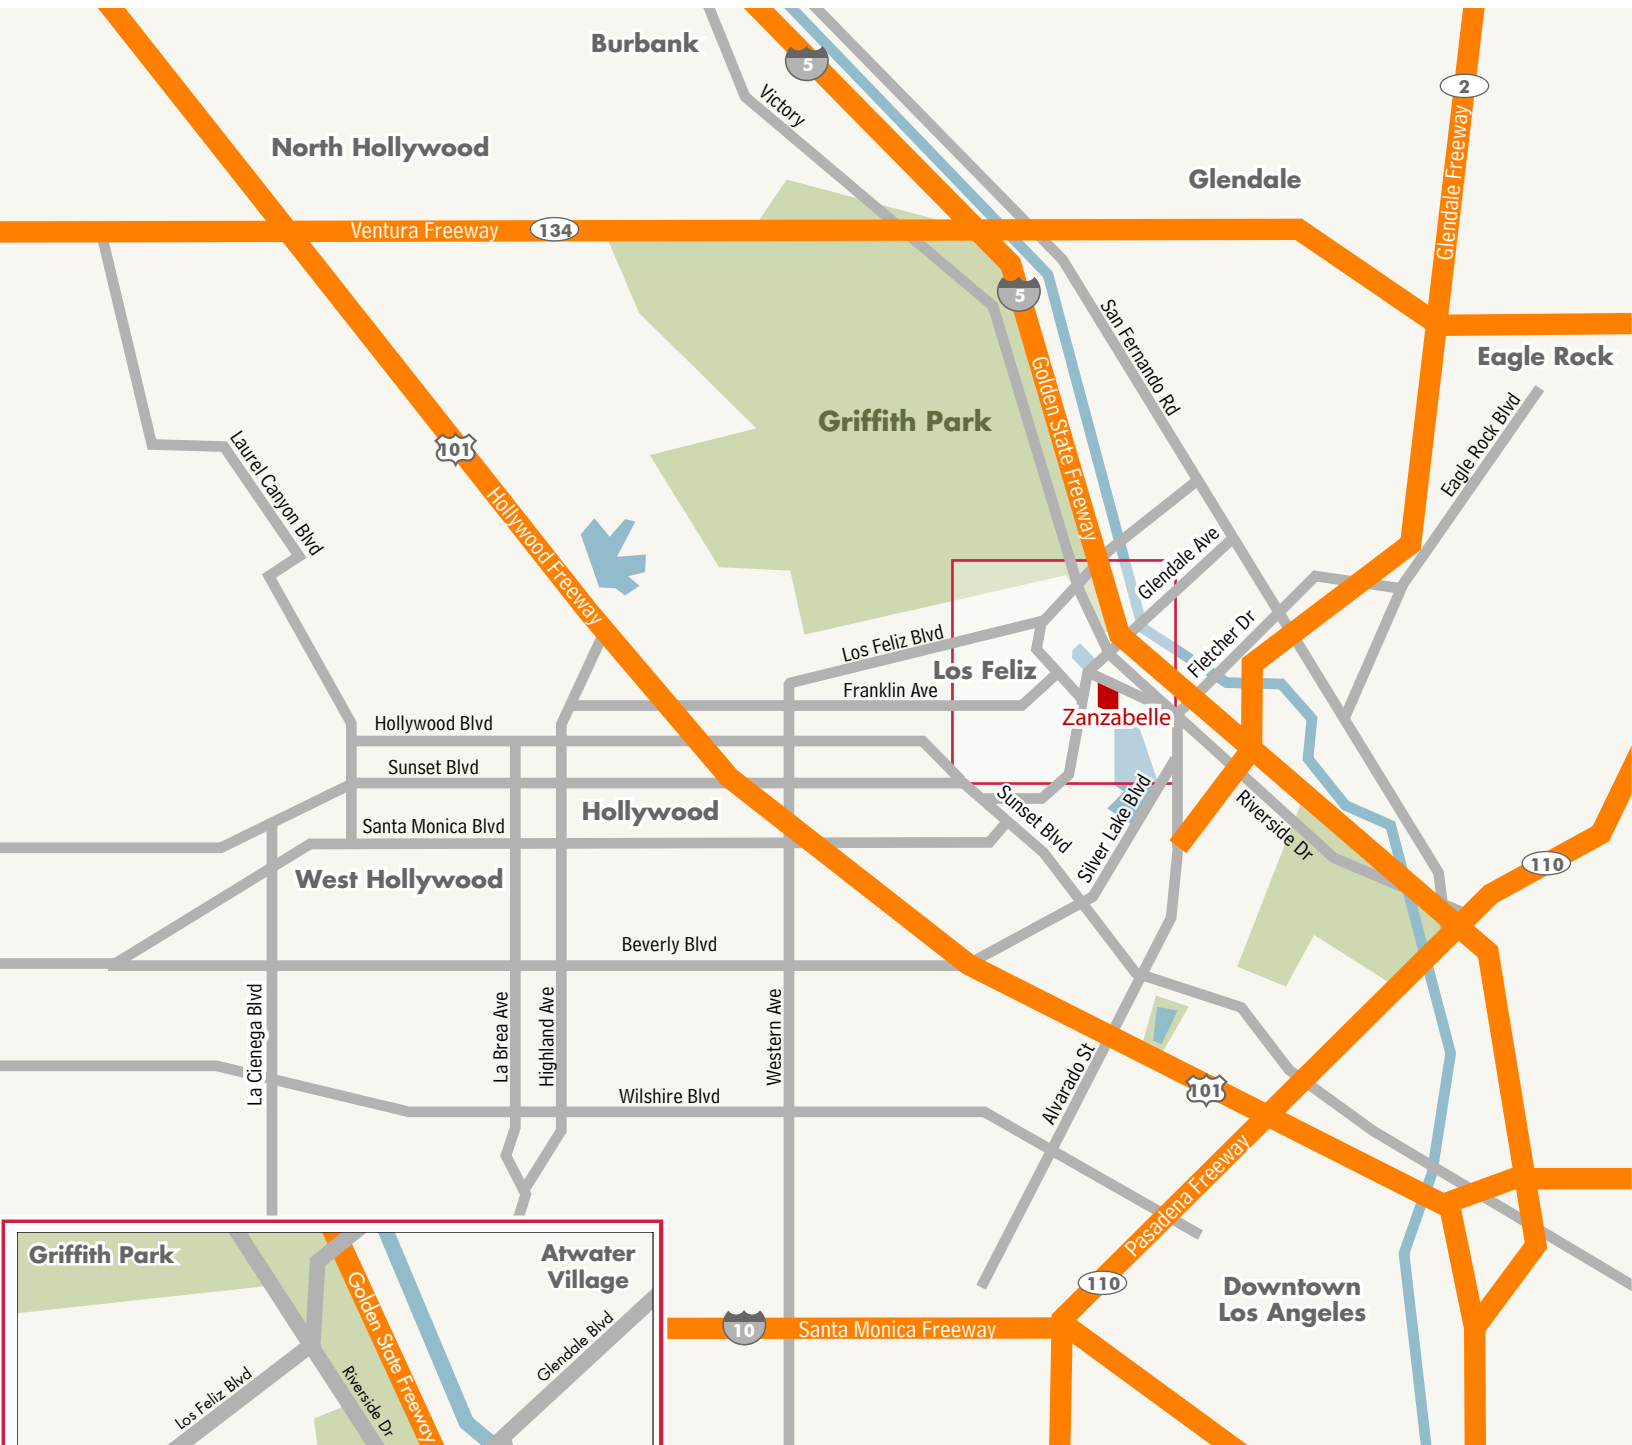 Burbank
5
Victory
2
Glendale Freeway
North Hollywood
Glendale
Ventura Freeway
134
5
San Fernando Rd
Golden State Freeway
Eagle Rock
Eagle Rock Blvd
Griffith Park
Laurel Canyon Blvd
101
Hollywood Freeway
Glendale Ave
Fletcher Dr
Los Feliz Blvd
Los Feliz
Franklin Ave
Zanzabelle
Hollywood Blvd
Sunset Blvd
Hollywood
Sunset Blvd
Silver Lake Blvd
Riverside Dr
Santa Monica Blvd
West Hollywood
110
Beverly Blvd
La Cienega Blvd
La Brea Ave
Highland Ave
Western Ave
Alvarado St
101
Wilshire Blvd
Pasadena Freeway
110
Downtown
Los Angeles
10
Santa Monica Freeway
Griffith Park
Atwater
Village
Golden State Freeway
Glendale Blvd
Los Feliz Blvd
Riverside Dr